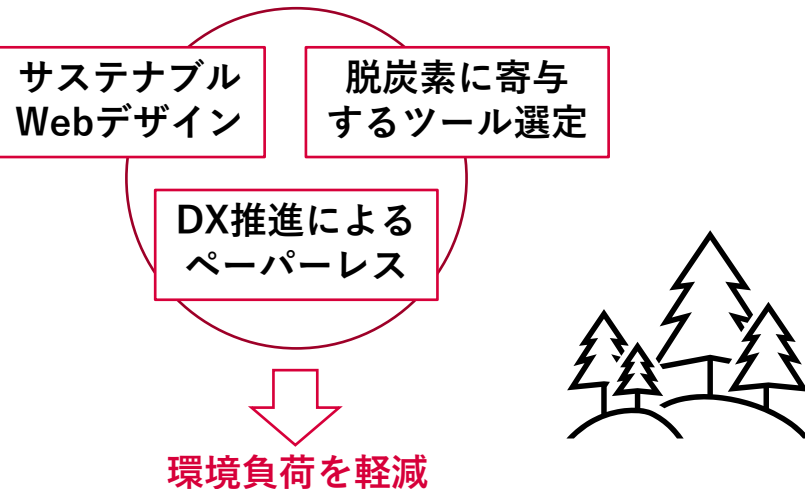 サステナブル
Webデザイン
脱炭素に寄与
するツール選定
DX推進による
ペーパーレス
環境負荷を軽減